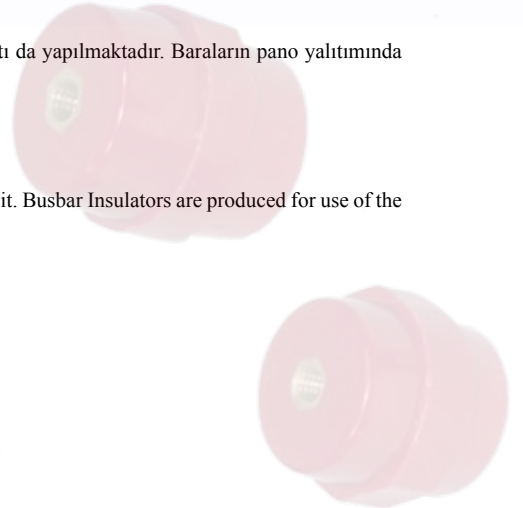 tı da yapılmaktadır. Baraların pano yalıtımında
it. Busbar Insulators are produced for use of the